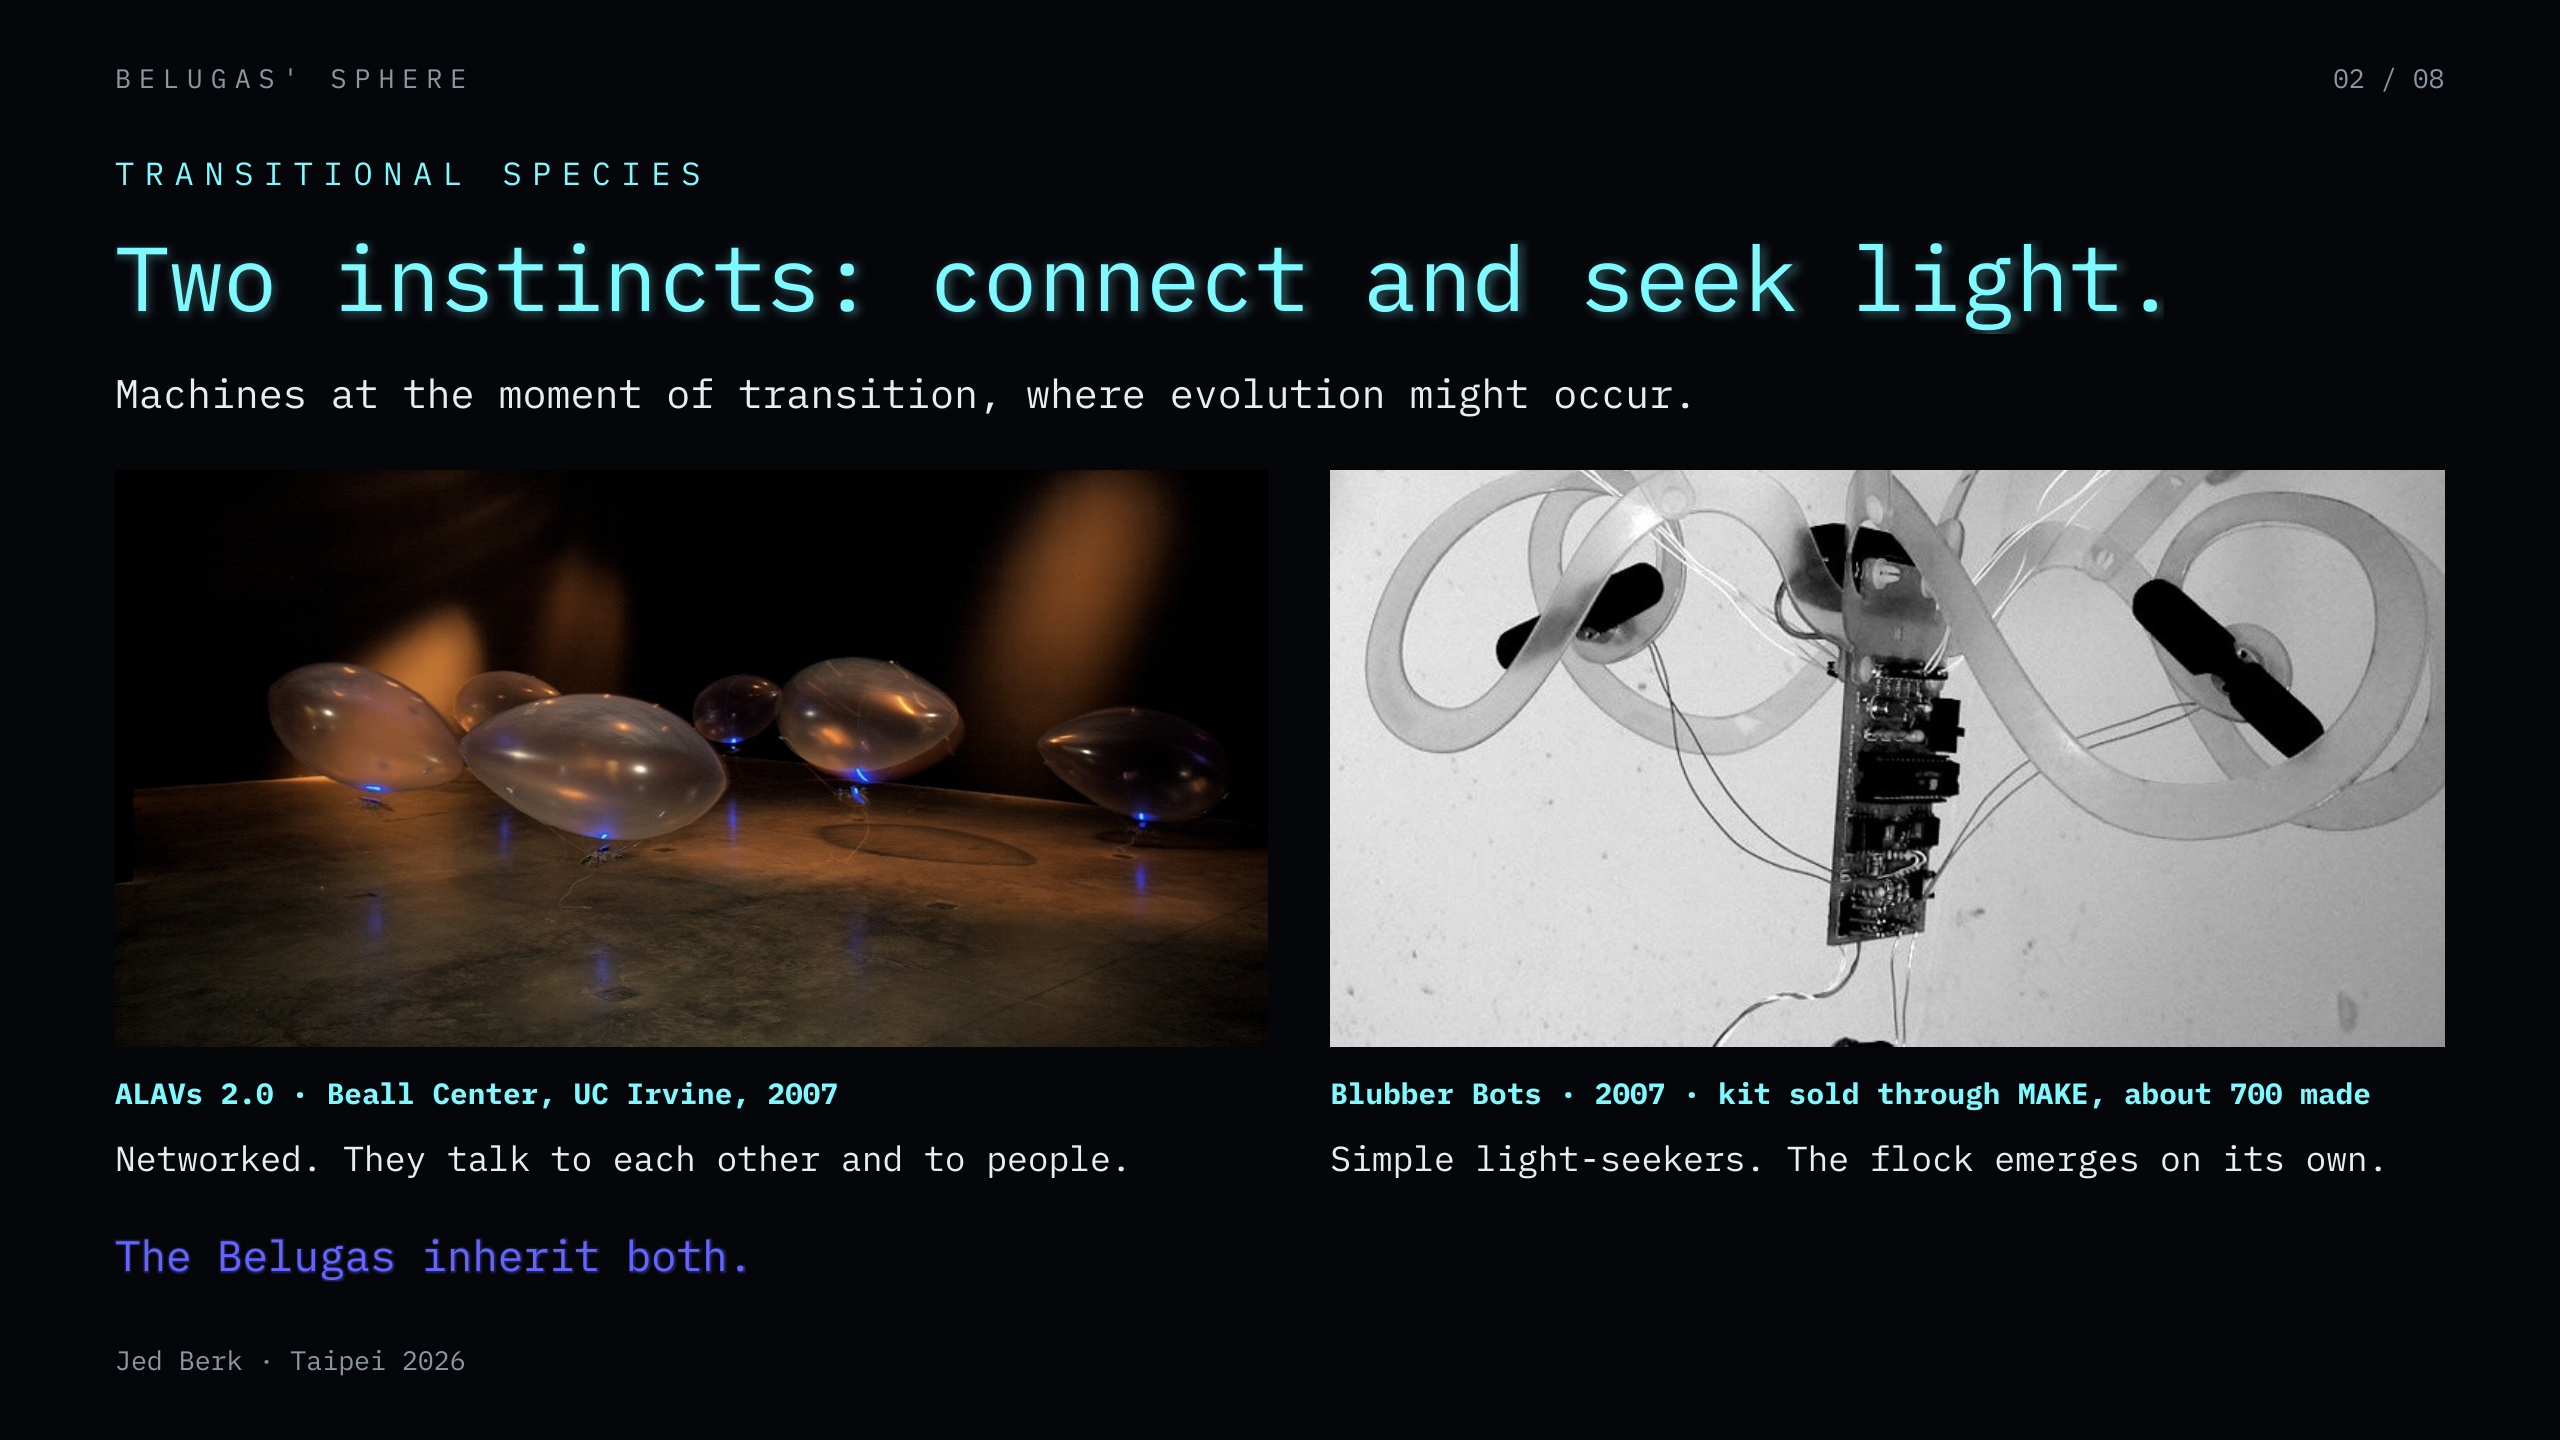 BELUGAS' SPHERE
02 / 08
TRANSITIONAL SPECIES
Two instincts: connect and seek light.
Machines at the moment of transition, where evolution might occur.
ALAVs 2.0 · Beall Center, UC Irvine, 2007
Networked. They talk to each other and to people.
Blubber Bots · 2007 · kit sold through MAKE, about 700 made
Simple light-seekers. The flock emerges on its own.
The Belugas inherit both.
Jed Berk · Taipei 2026